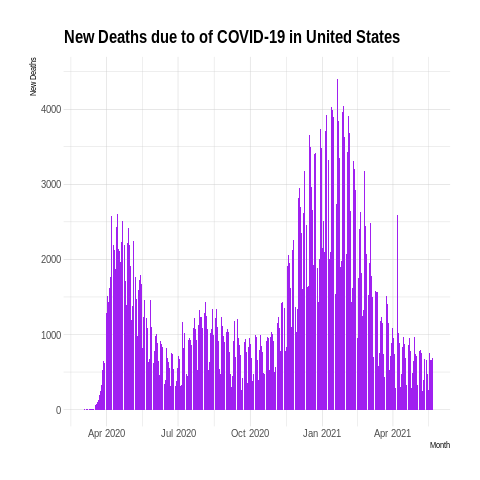 New Deaths due to of COVID-19 in United States
New Deaths
4000
3000
2000
1000
0
Apr 2020 Jul 2020 Oct 2020 Jan 2021 Apr 2021
Month